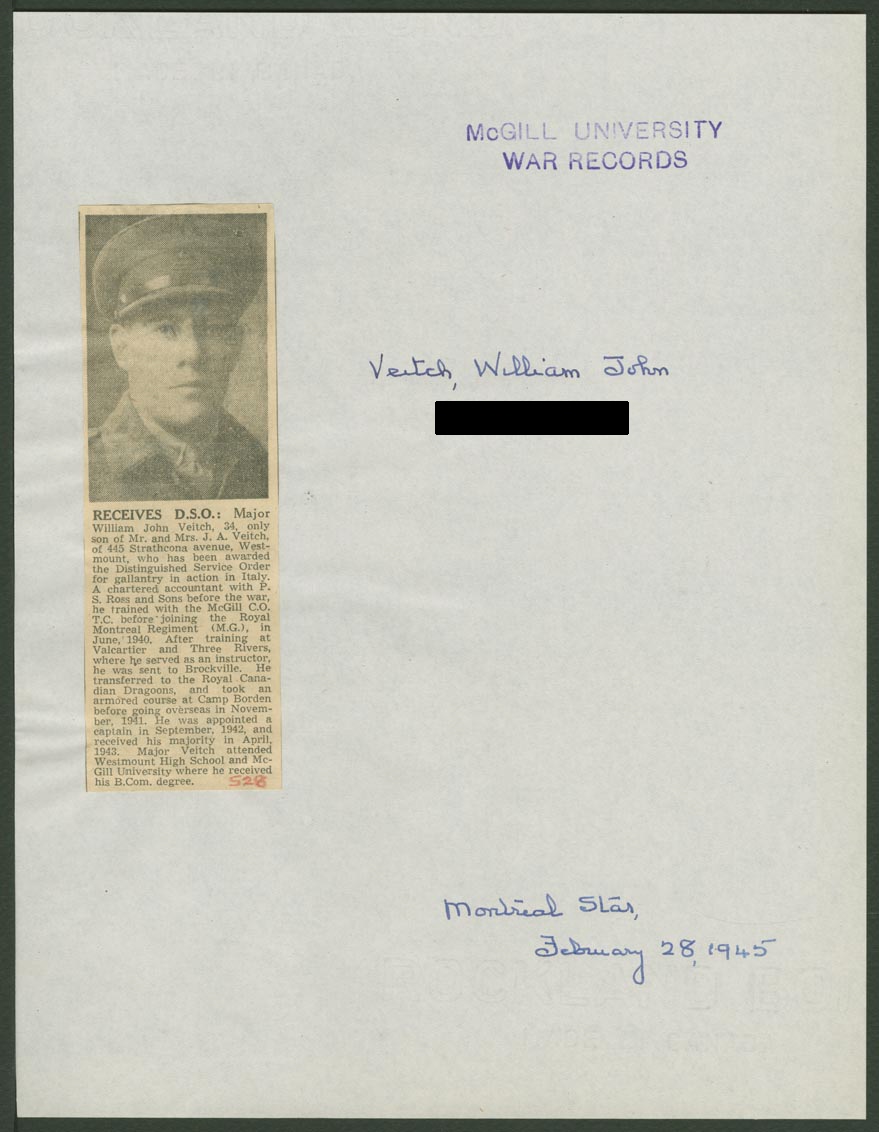 McGILL UNIVERSITY
WAR RECORDS
Veitch, William John
RECEIVES D.S.O.: Major
William John Veitch, 34, only
son of Mr. and Mrs. J. A. Veitch,
of 445 Strathcona avenue, West-
mount, who has been awarded
the Distinguished Service Order
for gallantry in action in Italy.
A chartered accountant with P.
S. Ross and Sons before the war,
he trained with the McGill C.O.
T.C. before joining the Royal
Montreal Regiment (M.G.), in
June, 1940. After training at
Valcartier and Three Rivers,
where he served as an instructor,
he was sent to Brockville. He
transferred to the Royal Cana-
dian Dragoons, and took an
armored course at Camp Borden
before going overseas in Novem-
ber, 1941. He was appointed a
captain in September, 1942, and
received his majority in April,
1943. Major Veitch attended
Westmount High School and Mc-
Gill University where he received
his B.Com. degree. 528
Montreal Star,
February 28, 1945